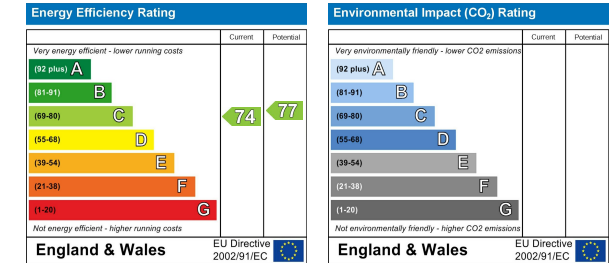 Energy Efficiency Rating
Current Potential
Very energy efficient - lower running costs
(92 plus) A
(81-91) B
(69-80) C
74 77
(55-68) D
(39-54) E
(21-38) F
(1-20) G
Not energy efficient - higher running costs
England & Wales
EU Directive
2002/91/EC
Environmental Impact (CO₂) Rating
Current Potential
Very environmentally friendly - lower CO2 emissions
(92 plus) A
(81-91) B
(69-80) C
(55-68) D
(39-54) E
(21-38) F
(1-20) G
Not environmentally friendly - higher CO2 emissions
England & Wales
EU Directive
2002/91/EC